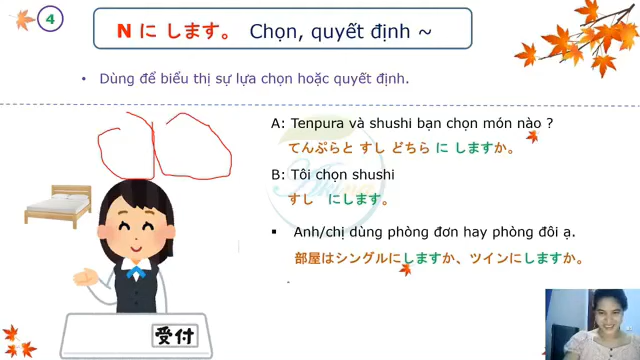 4
N に します。 Chọn, quyết định ~
• Dùng để biểu thị sự lựa chọn hoặc quyết định.
A: Tenpura và shushi bạn chọn món nào ?
てんぷらと すし どちら に しますか。
B: Tôi chọn shushi
すし にします。
▪ Anh/chị dùng phòng đơn hay phòng đôi ạ.
部屋はシングルにしますか、ツインにしますか。
受付